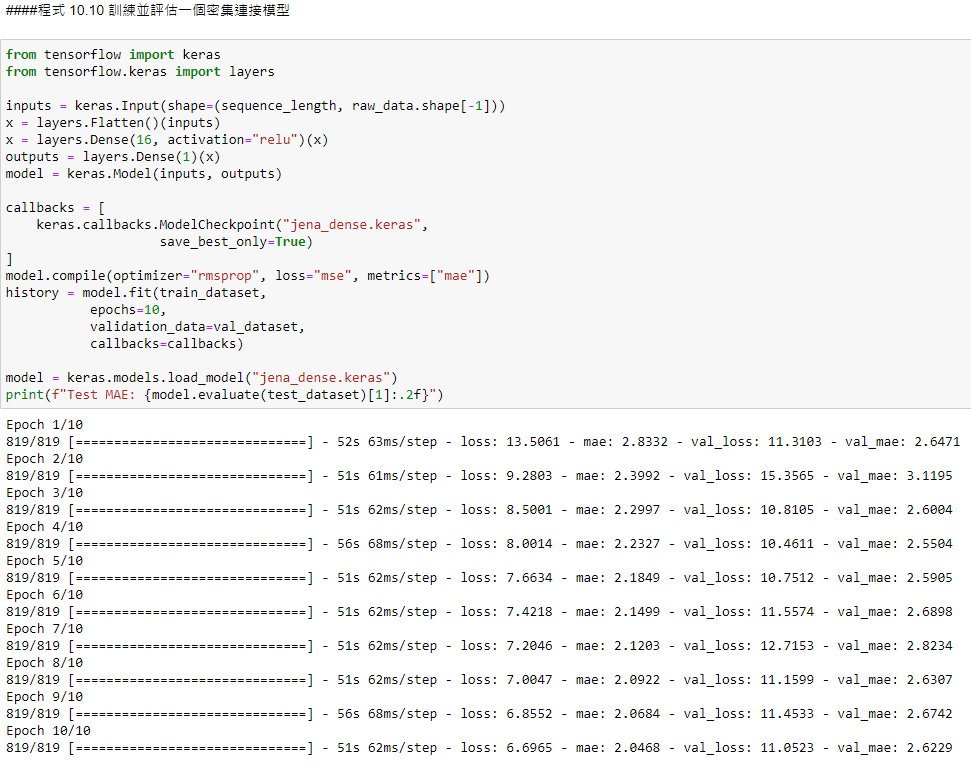 ####程式 10.10 訓練並評估一個密集連接模型
from tensorflow import keras
from tensorflow.keras import layers
inputs = keras.Input(shape=(sequence_length, raw_data.shape[-1]))
x = layers.Flatten()(inputs)
x = layers.Dense(16, activation="relu")(x)
outputs = layers.Dense(1)(x)
model = keras.Model(inputs, outputs)
callbacks = [
    keras.callbacks.ModelCheckpoint("jena_dense.keras",
                    save_best_only=True)
]
model.compile(optimizer="rmsprop", loss="mse", metrics=["mae"])
history = model.fit(train_dataset,
           epochs=10,
           validation_data=val_dataset,
           callbacks=callbacks)
model = keras.models.load_model("jena_dense.keras")
print(f"Test MAE: {model.evaluate(test_dataset)[1]:.2f}")
Epoch 1/10
819/819 [==============================] - 52s 63ms/step - loss: 13.5061 - mae: 2.8332 - val_loss: 11.3103 - val_mae: 2.6471
Epoch 2/10
819/819 [==============================] - 51s 61ms/step - loss: 9.2803 - mae: 2.3992 - val_loss: 15.3565 - val_mae: 3.1195
Epoch 3/10
819/819 [==============================] - 51s 62ms/step - loss: 8.5001 - mae: 2.2997 - val_loss: 10.8105 - val_mae: 2.6004
Epoch 4/10
819/819 [==============================] - 56s 68ms/step - loss: 8.0014 - mae: 2.2327 - val_loss: 10.4611 - val_mae: 2.5504
Epoch 5/10
819/819 [==============================] - 51s 62ms/step - loss: 7.6634 - mae: 2.1849 - val_loss: 10.7512 - val_mae: 2.5905
Epoch 6/10
819/819 [==============================] - 51s 62ms/step - loss: 7.4218 - mae: 2.1499 - val_loss: 11.5574 - val_mae: 2.6898
Epoch 7/10
819/819 [==============================] - 51s 62ms/step - loss: 7.2046 - mae: 2.1203 - val_loss: 12.7153 - val_mae: 2.8234
Epoch 8/10
819/819 [==============================] - 51s 62ms/step - loss: 7.0047 - mae: 2.0922 - val_loss: 11.1599 - val_mae: 2.6307
Epoch 9/10
819/819 [==============================] - 56s 68ms/step - loss: 6.8552 - mae: 2.0684 - val_loss: 11.4533 - val_mae: 2.6742
Epoch 10/10
819/819 [==============================] - 51s 62ms/step - loss: 6.6965 - mae: 2.0468 - val_loss: 11.0523 - val_mae: 2.6229